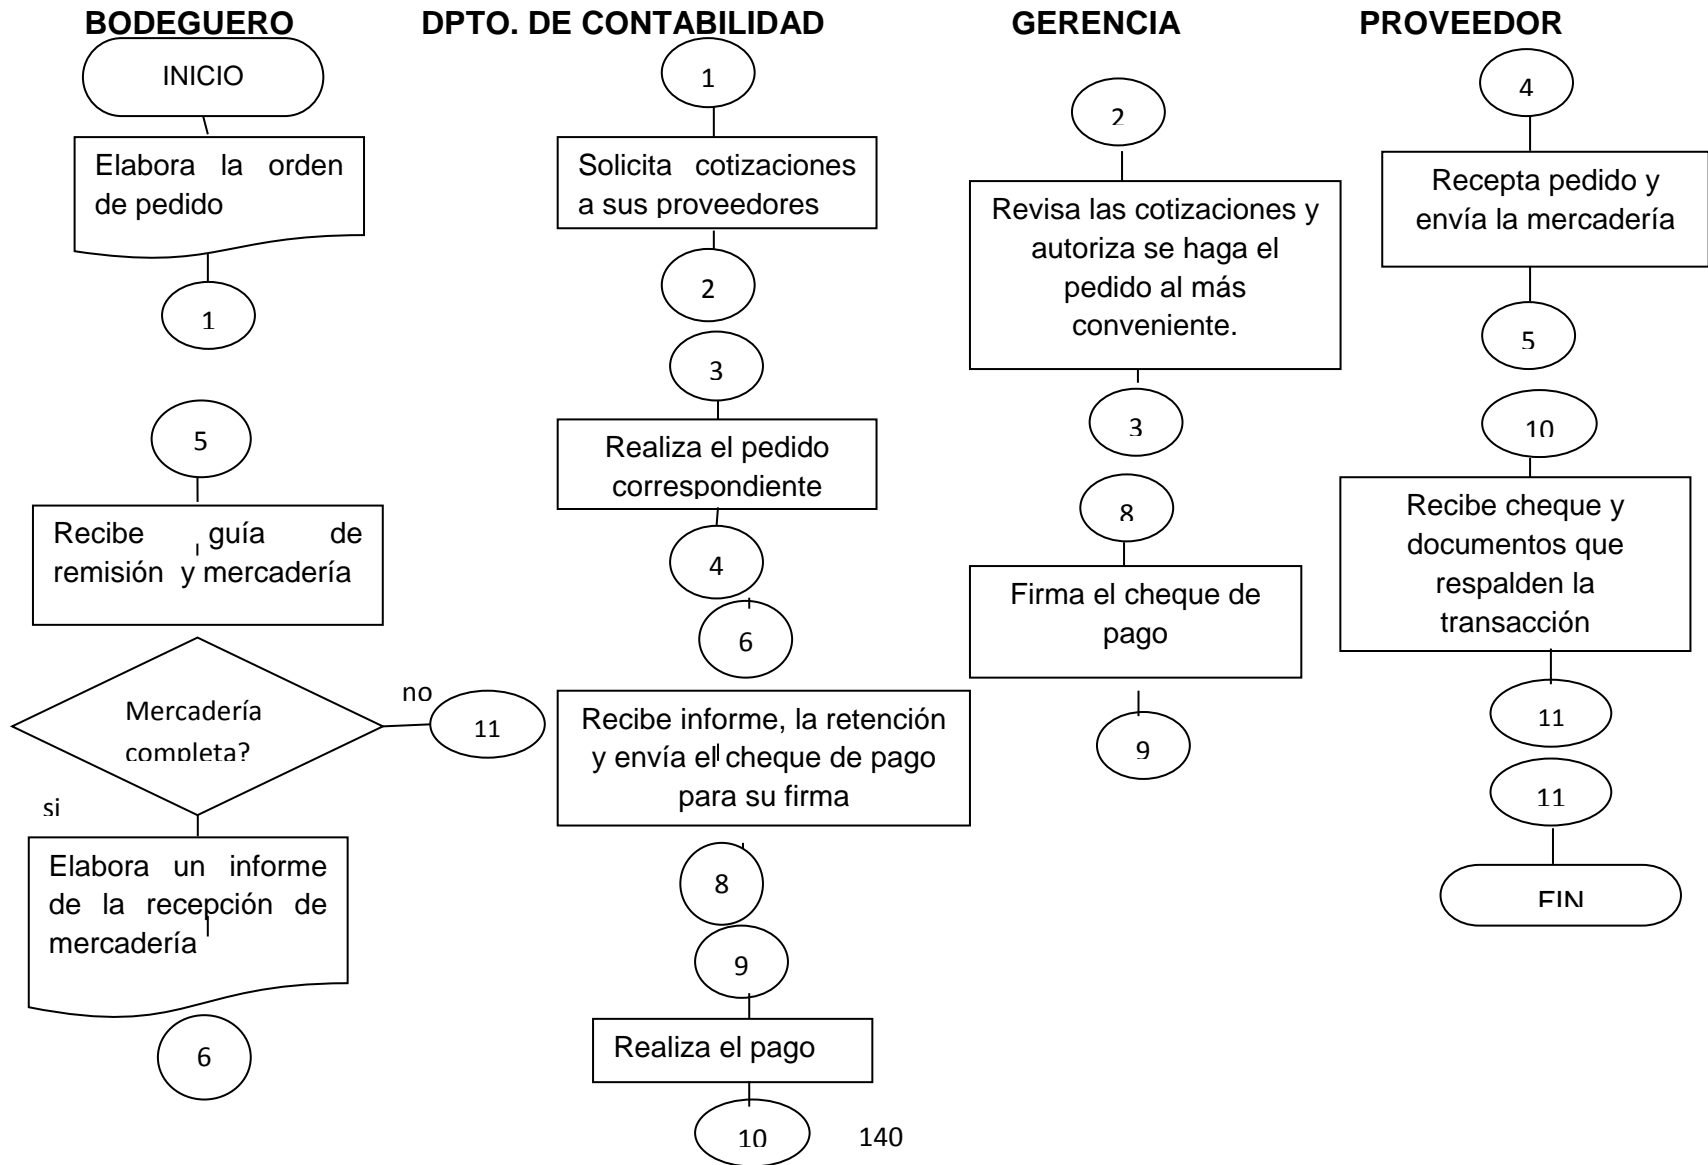 BODEGUERO
INICIO
Elabora la orden
de pedido
1
5
Recibe guía de
remisión y mercadería
Mercadería
completa?
no
11
si
Elabora un informe
de la recepción de
mercadería
6
DPTO. DE CONTABILIDAD
1
Solicita cotizaciones
a sus proveedores
2
3
Realiza el pedido
correspondiente
4
6
Recibe informe, la retención
y envía el cheque de pago
para su firma
8
9
Realiza el pago
10
GERENCIA
2
Revisa las cotizaciones y
autoriza se haga el
pedido al más
conveniente.
3
8
Firma el cheque de
pago
9
PROVEEDOR
4
Recepta pedido y
envía la mercadería
5
10
Recibe cheque y
documentos que
respalden la
transacción
11
11
FIN
140